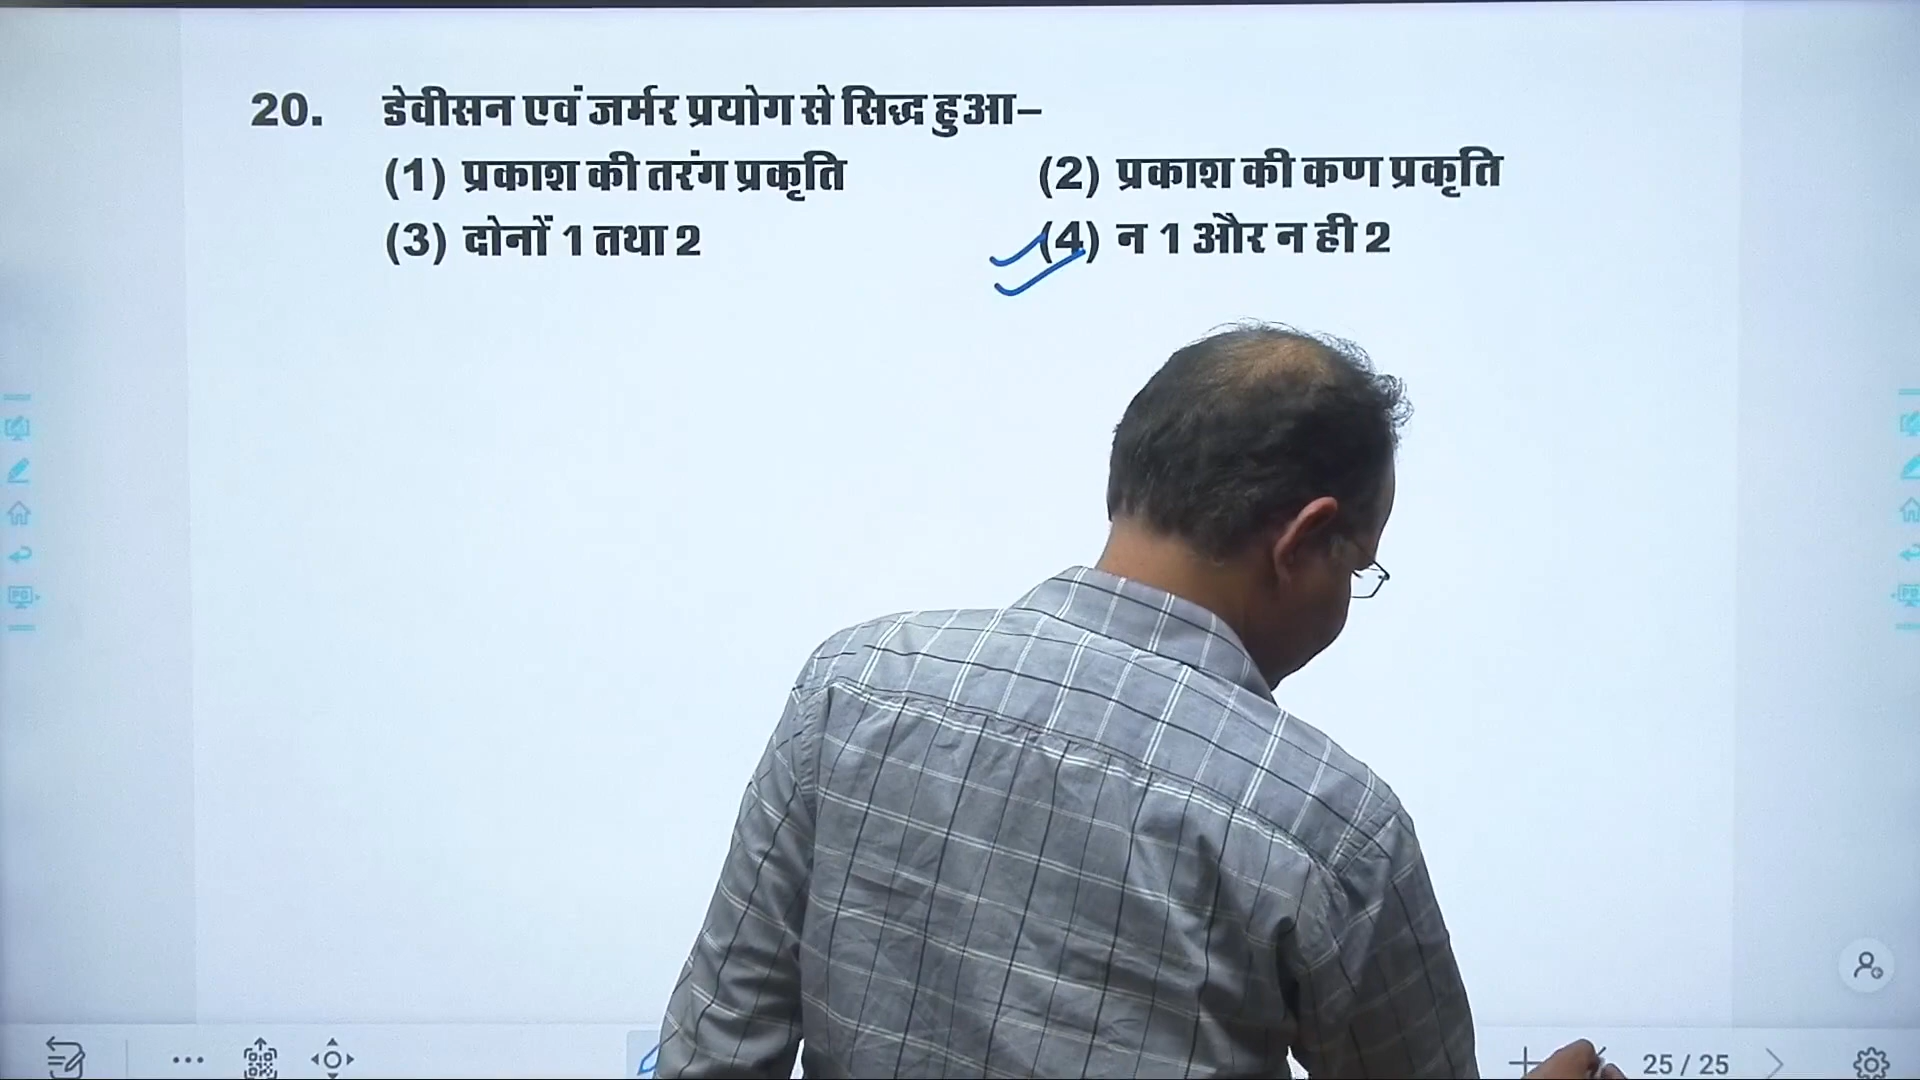 20. डेवीसन एवं जर्मर प्रयोग से सिद्ध हुआ–
(1) प्रकाश की तरंग प्रकृति (2) प्रकाश की कण प्रकृति
(3) दोनों 1 तथा 2 (4) न 1 और न ही 2
25 / 25